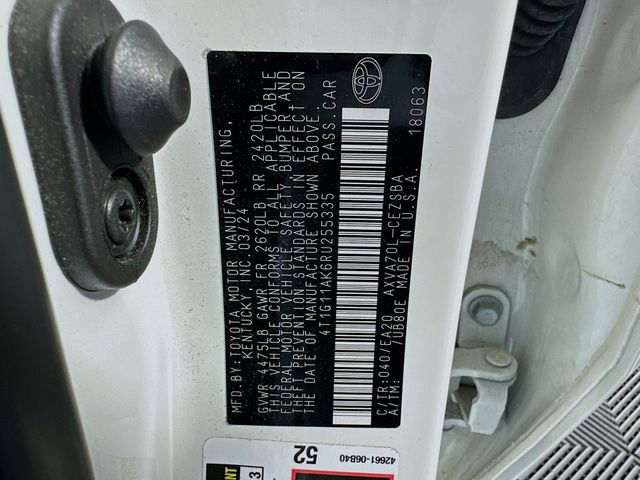 MFD. BY: TOYOTA MOTOR MANUFACTURING,
KENTUCKY, INC. 03/24
GVWR 4475LB GAWR FR 2620LB RR 2420LB
THIS VEHICLE CONFORMS TO ALL APPLICABLE
FEDERAL MOTOR VEHICLE SAFETY, BUMPER AND
THEFT PREVENTION STANDARDS IN EFFECT ON
THE DATE OF MANUFACTURE SHOWN ABOVE.
4T1G11AK6RU255335 PASS. CAR
C/TR:040/EA20 AXVA70L-CEZSBA
A/TM: /UB80E MADE IN U.S.A. 18063
42661-06B40
52